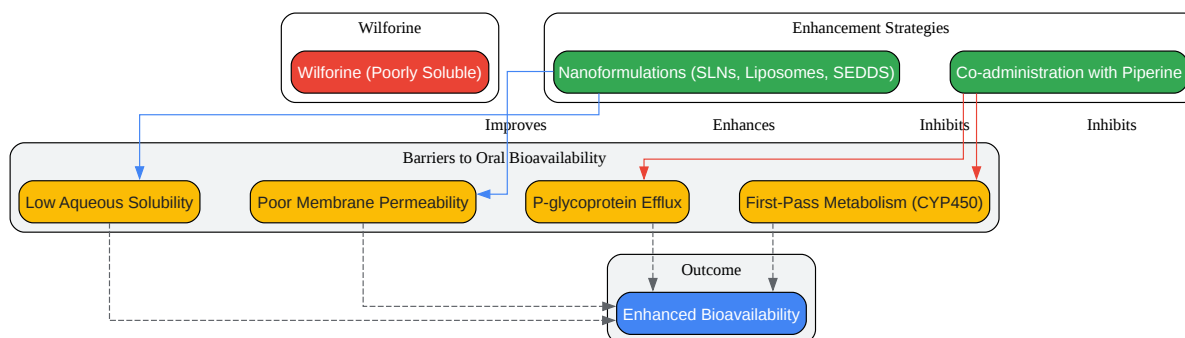 Wilforine
Enhancement Strategies
Wilforine (Poorly Soluble)
Nanoformulations (SLNs, Liposomes, SEDDS)
Co-administration with Piperine
Improves
Enhances
Inhibits
Inhibits
Barriers to Oral Bioavailability
Low Aqueous Solubility
Poor Membrane Permeability
P-glycoprotein Efflux
First-Pass Metabolism (CYP450)
Outcome
Enhanced Bioavailability